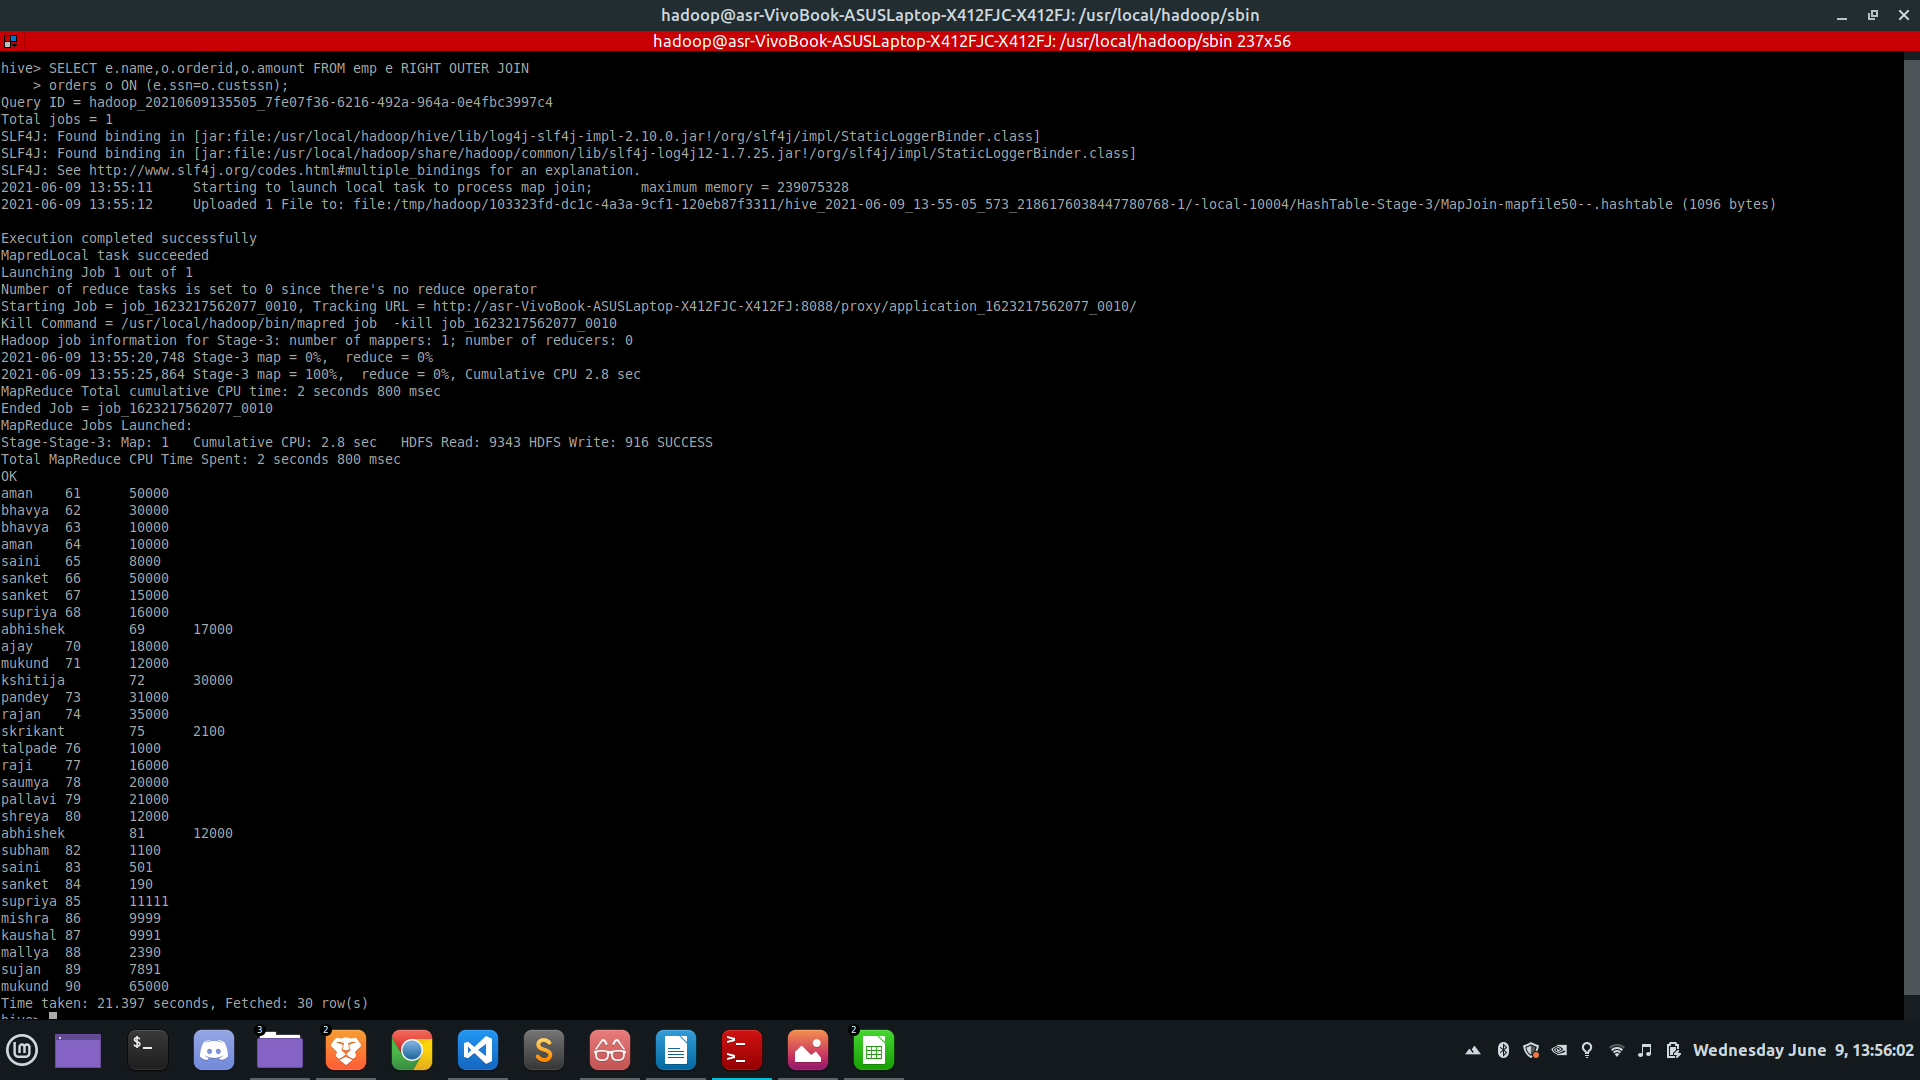 hadoop@asr-VivoBook-ASUSLaptop-X412FJC-X412FJ: /usr/local/hadoop/sbin
hadoop@asr-VivoBook-ASUSLaptop-X412FJC-X412FJ: /usr/local/hadoop/sbin 237x56
hive> SELECT e.name,o.orderid,o.amount FROM emp e RIGHT OUTER JOIN
    > orders o ON (e.ssn=o.custssn);
Query ID = hadoop_20210609135505_7fe07f36-6216-492a-964a-0e4fbc3997c4
Total jobs = 1
SLF4J: Found binding in [jar:file:/usr/local/hadoop/hive/lib/log4j-slf4j-impl-2.10.0.jar!/org/slf4j/impl/StaticLoggerBinder.class]
SLF4J: Found binding in [jar:file:/usr/local/hadoop/share/hadoop/common/lib/slf4j-log4j12-1.7.25.jar!/org/slf4j/impl/StaticLoggerBinder.class]
SLF4J: See http://www.slf4j.org/codes.html#multiple_bindings for an explanation.
2021-06-09 13:55:11     Starting to launch local task to process map join;      maximum memory = 239075328
2021-06-09 13:55:12     Uploaded 1 File to: file:/tmp/hadoop/103323fd-dc1c-4a3a-9cf1-120eb87f3311/hive_2021-06-09_13-55-05_573_2186176038447780768-1/-local-10004/HashTable-Stage-3/MapJoin-mapfile50--.hashtable (1096 bytes)
Execution completed successfully
MapredLocal task succeeded
Launching Job 1 out of 1
Number of reduce tasks is set to 0 since there's no reduce operator
Starting Job = job_1623217562077_0010, Tracking URL = http://asr-VivoBook-ASUSLaptop-X412FJC-X412FJ:8088/proxy/application_1623217562077_0010/
Kill Command = /usr/local/hadoop/bin/mapred job  -kill job_1623217562077_0010
Hadoop job information for Stage-3: number of mappers: 1; number of reducers: 0
2021-06-09 13:55:20,748 Stage-3 map = 0%,  reduce = 0%
2021-06-09 13:55:25,864 Stage-3 map = 100%,  reduce = 0%, Cumulative CPU 2.8 sec
MapReduce Total cumulative CPU time: 2 seconds 800 msec
Ended Job = job_1623217562077_0010
MapReduce Jobs Launched:
Stage-Stage-3: Map: 1   Cumulative CPU: 2.8 sec   HDFS Read: 9343 HDFS Write: 916 SUCCESS
Total MapReduce CPU Time Spent: 2 seconds 800 msec
OK
aman    61      50000
bhavya  62      30000
bhavya  63      10000
aman    64      10000
saini   65      8000
sanket  66      50000
sanket  67      15000
supriya 68      16000
abhishek        69      17000
ajay    70      18000
mukund  71      12000
kshitija        72      30000
pandey  73      31000
rajan   74      35000
skrikant        75      2100
talpade 76      1000
raji    77      16000
saumya  78      20000
pallavi 79      21000
shreya  80      12000
abhishek        81      12000
subham  82      1100
saini   83      501
sanket  84      190
supriya 85      11111
mishra  86      9999
kaushal 87      9991
mallya  88      2390
sujan   89      7891
mukund  90      65000
Time taken: 21.397 seconds, Fetched: 30 row(s)
hive>
3
2
2
Wednesday June  9, 13:56:02